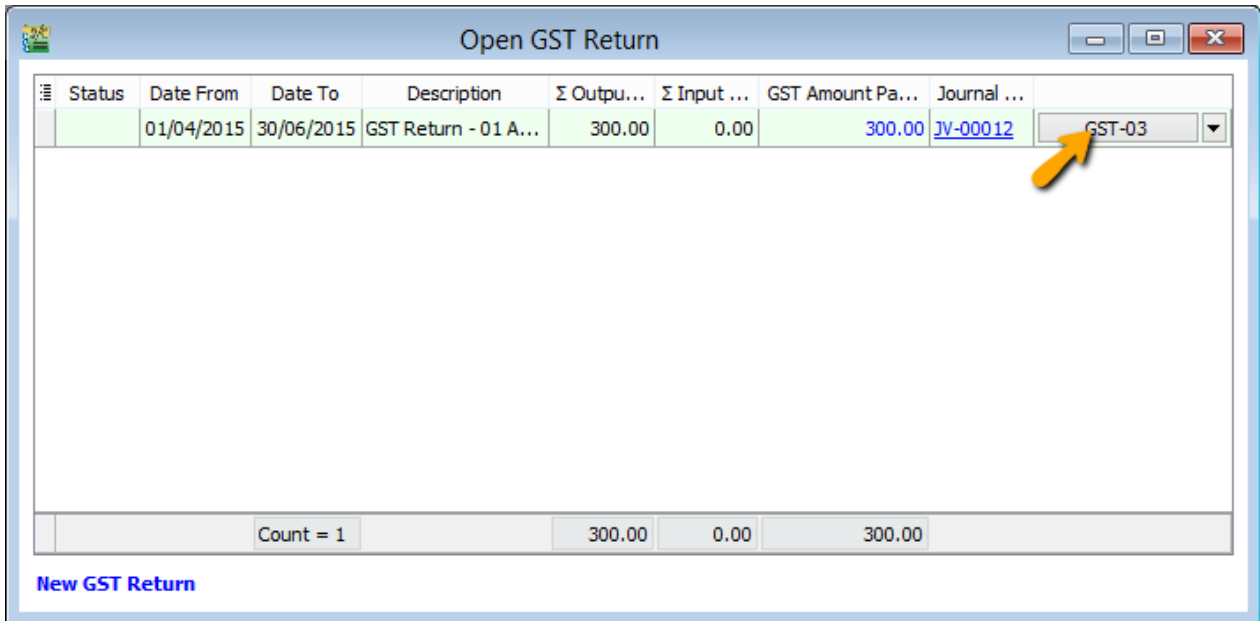 Open GST Return
Status Date From Date To Description Σ Outpu... Σ Input ... GST Amount Pa... Journal ...
01/04/2015 30/06/2015 GST Return - 01 A... 300.00 0.00 300.00 JV-00012 GST-03
Count = 1 300.00 0.00 300.00
New GST Return